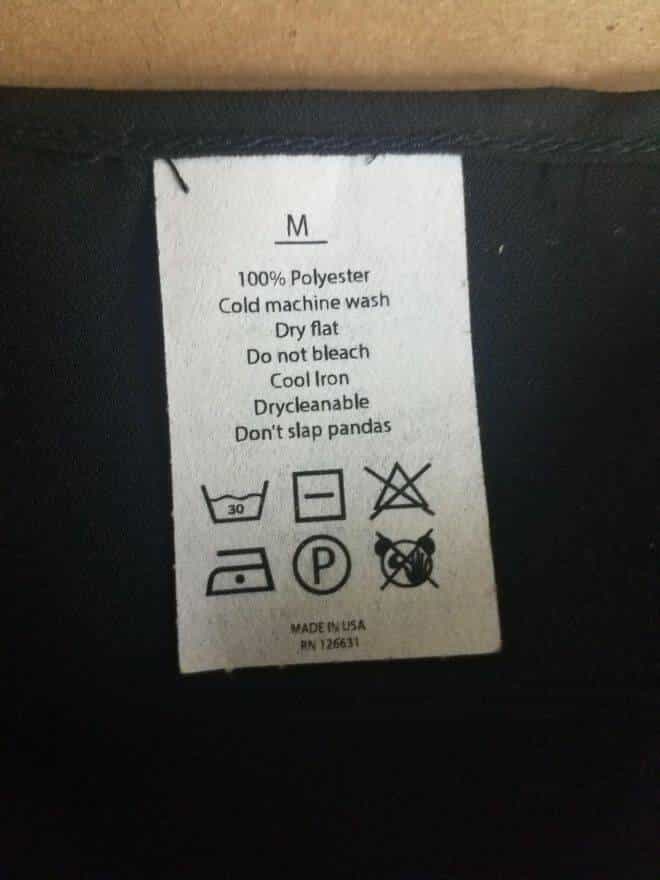 M
100% Polyester
Cold machine wash
Dry flat
Do not bleach
Cool Iron
Drycleanable
Don't slap pandas
30
P
MADE IN USA
RN 126631